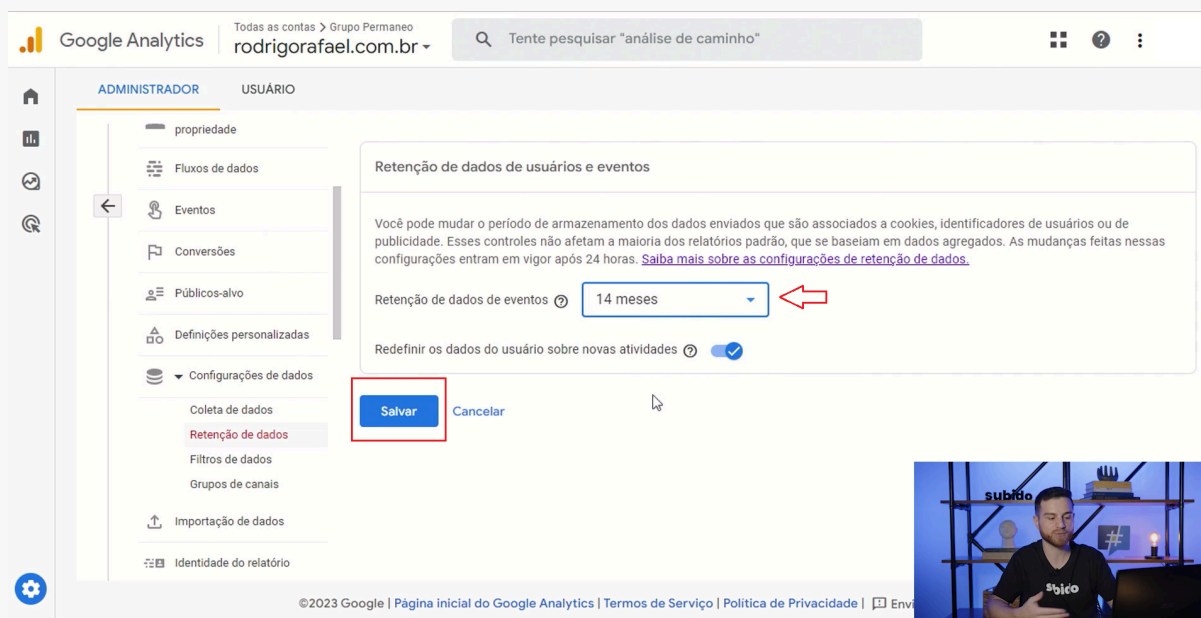 Todas as contas > Grupo Permaneo
Google Analytics
rodrigorafael.com.br
Tente pesquisar "análise de caminho"
ADMINISTRADOR
USUÁRIO
propriedade
Fluxos de dados
Eventos
Conversões
Públicos-alvo
Definições personalizadas
Configurações de dados
Coleta de dados
Retenção de dados
Filtros de dados
Grupos de canais
Importação de dados
Identidade do relatório
Retenção de dados de usuários e eventos
Você pode mudar o período de armazenamento dos dados enviados que são associados a cookies, identificadores de usuários ou de
publicidade. Esses controles não afetam a maioria dos relatórios padrão, que se baseiam em dados agregados. As mudanças feitas nessas
configurações entram em vigor após 24 horas. Saiba mais sobre as configurações de retenção de dados.
Retenção de dados de eventos
14 meses
Redefinir os dados do usuário sobre novas atividades
Salvar
Cancelar
©2023 Google | Página inicial do Google Analytics | Termos de Serviço | Política de Privacidade | Envi
subido
#
subido